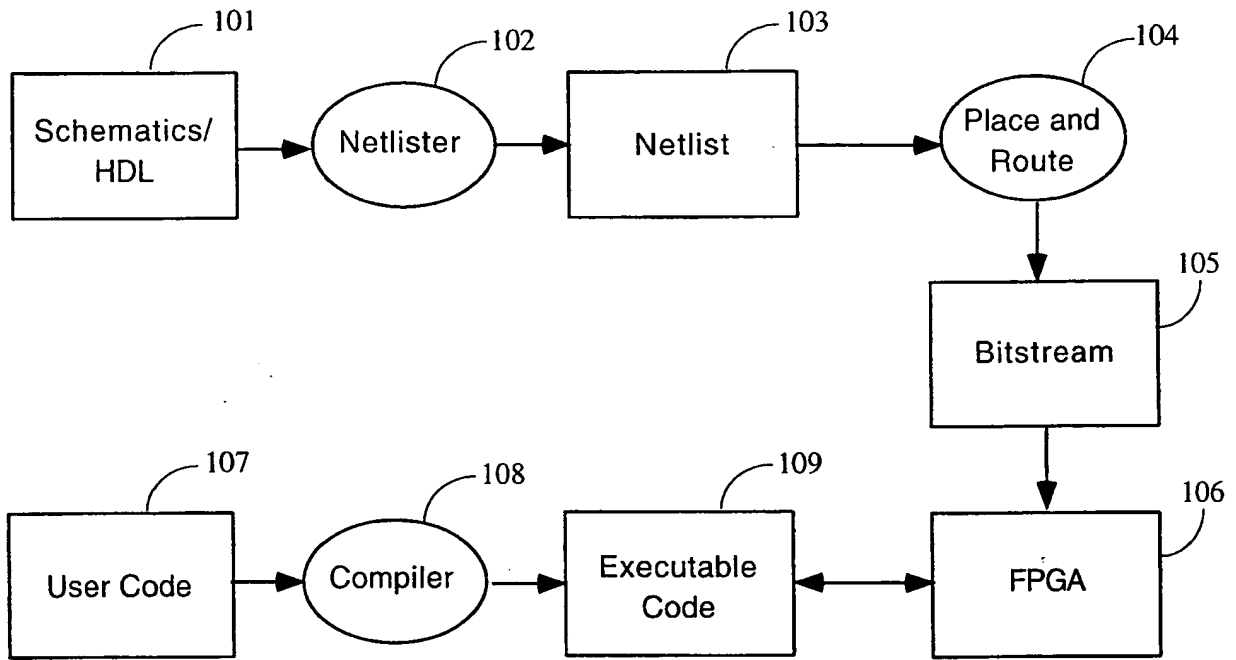 101
102
103
104
Schematics/
HDL
Netlister
Netlist
Place and
Route
105
Bitstream
107
108
109
106
User Code
Compiler
Executable
Code
FPGA